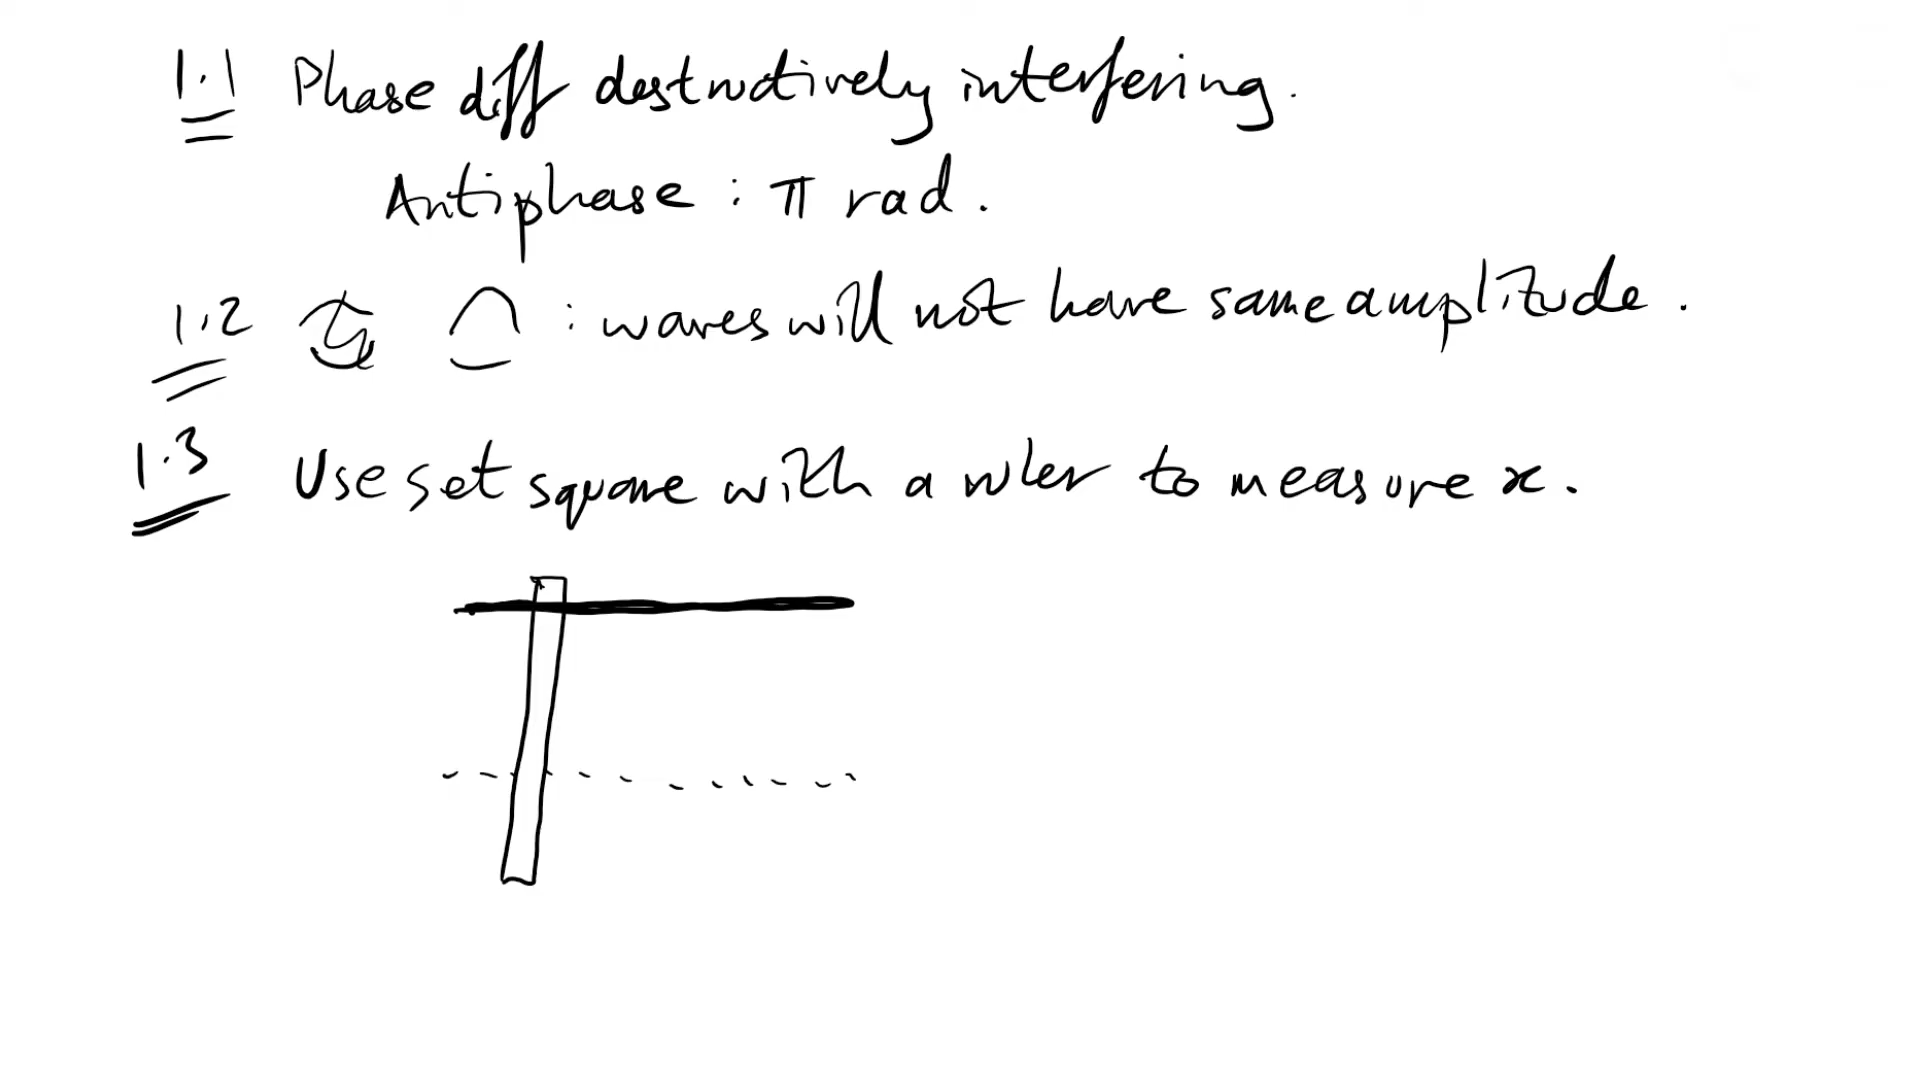 1.1 Phase diff destructively interfering.
Antiphase : π rad.
1.2 : waves will not have same amplitude.
1.3 Use set square with a ruler to measure x.